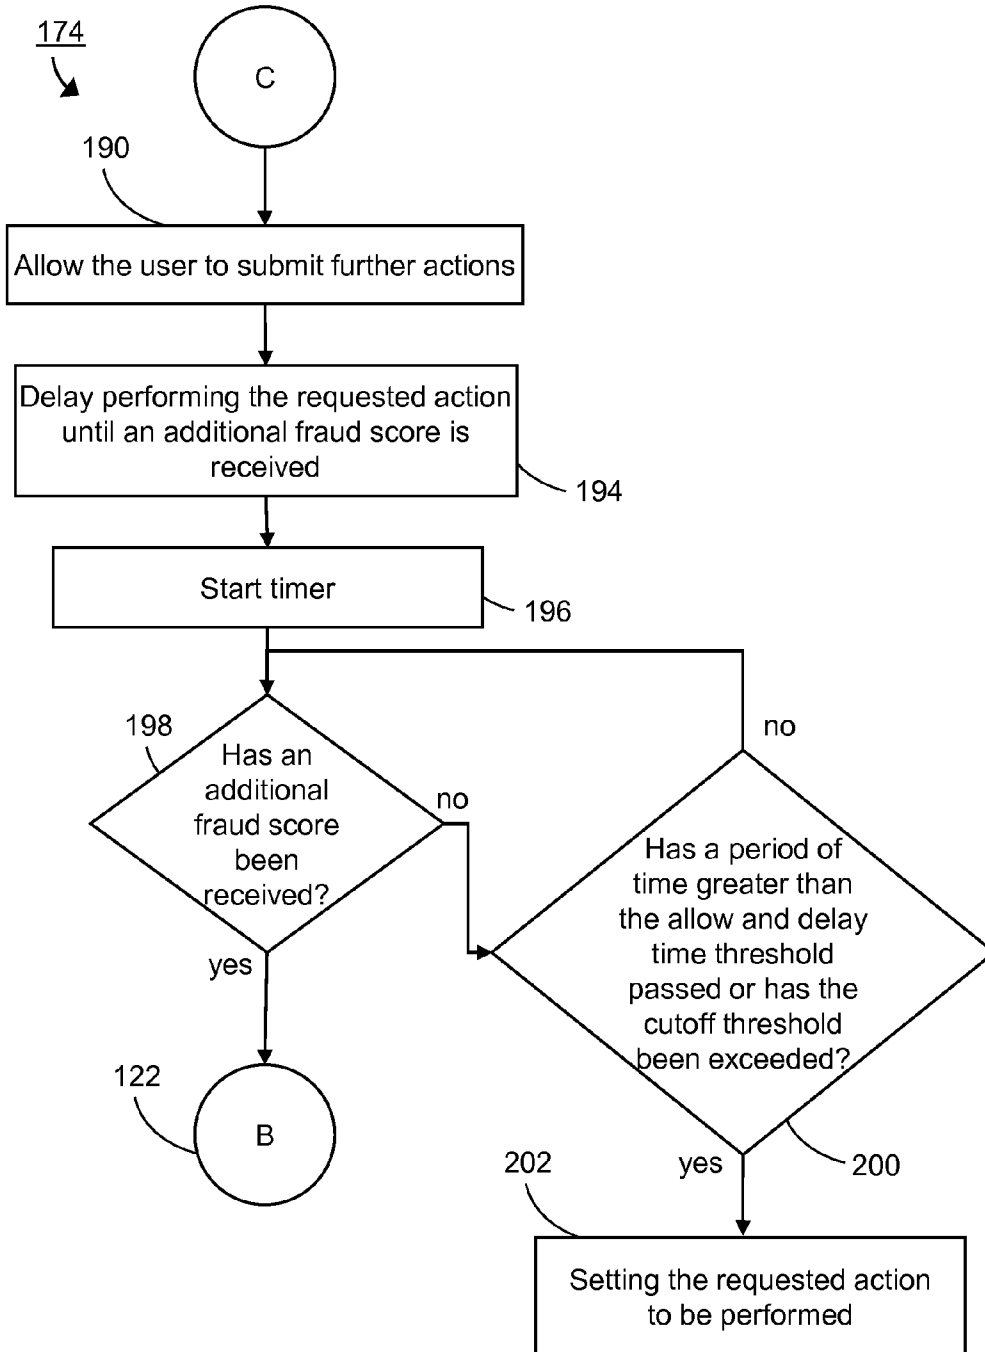 174
C
190
Allow the user to submit further actions
Delay performing the requested action
until an additional fraud score is
received
194
Start timer
196
198
Has an
additional
fraud score
been
received?
no
yes
no
Has a period of
time greater than
the allow and delay
time threshold
passed or has the
cutoff threshold
been exceeded?
122
B
yes
200
202
Setting the requested action
to be performed